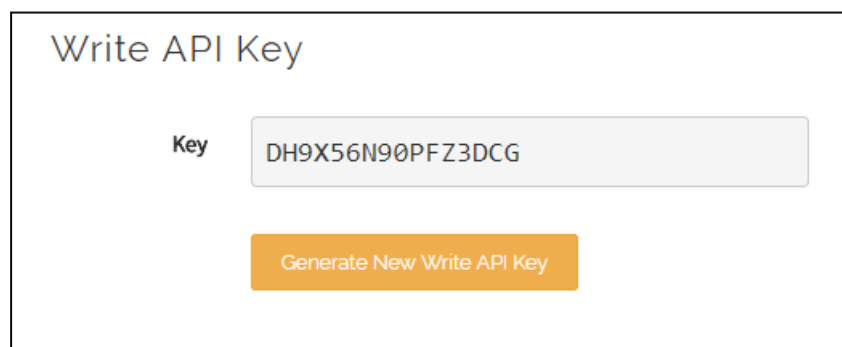 Write API Key
Key DH9X56N90PFZ3DCG
Generate New Write API Key